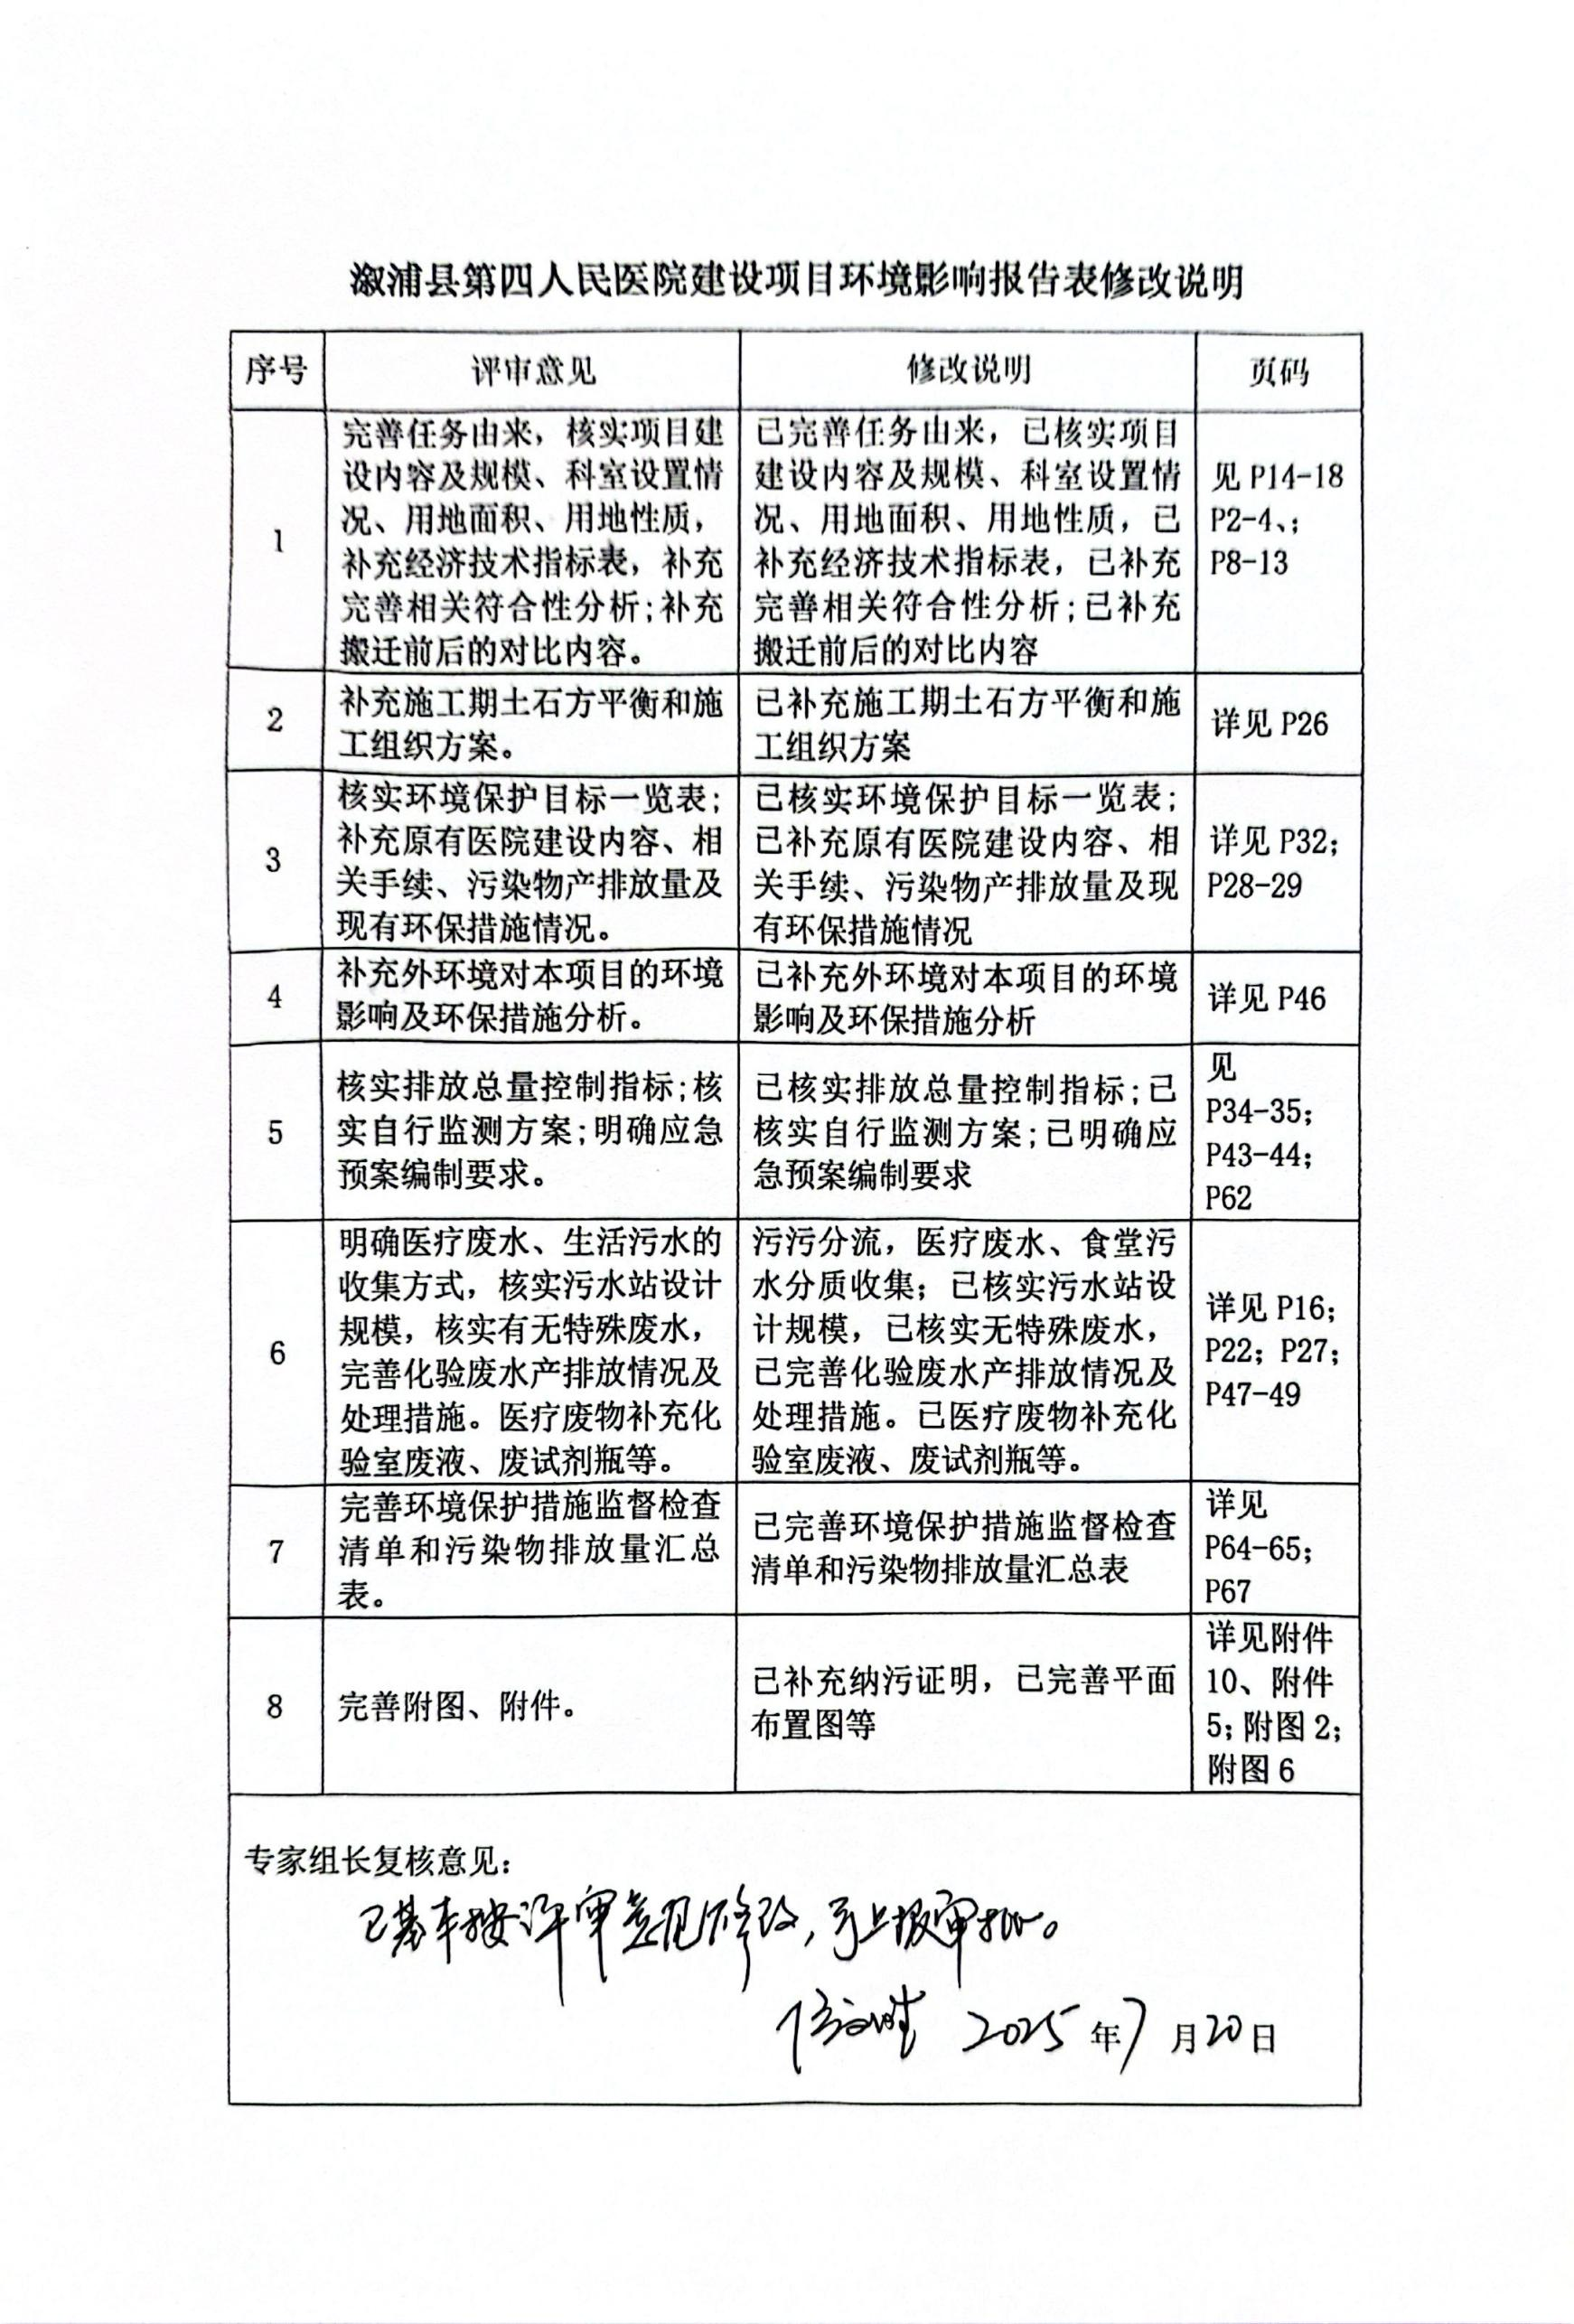 溆浦县第四人民医院建设项目环境影响报告表修改说明
序号 评审意见 修改说明 页码
1
完善任务由来，核实项目建
设内容及规模、科室设置情
况、用地面积、用地性质，
补充经济技术指标表，补充
完善相关符合性分析;补充
搬迁前后的对比内容。
已完善任务由来，已核实项目
建设内容及规模、科室设置情
况、用地面积、用地性质，已
补充经济技术指标表，已补充
完善相关符合性分析;已补充
搬迁前后的对比内容
见 P14-18
P2-4、;
P8-13
2
补充施工期土石方平衡和施
工组织方案。
已补充施工期土石方平衡和施
工组织方案
详见 P26
3
核实环境保护目标一览表;
补充原有医院建设内容、相
关手续、污染物产排放量及
现有环保措施情况。
已核实环境保护目标一览表;
已补充原有医院建设内容、相
关手续、污染物产排放量及现
有环保措施情况
详见 P32;
P28-29
4
补充外环境对本项目的环境
影响及环保措施分析。
已补充外环境对本项目的环境
影响及环保措施分析
详见 P46
5
核实排放总量控制指标;核
实自行监测方案;明确应急
预案编制要求。
已核实排放总量控制指标;已
核实自行监测方案;已明确应
急预案编制要求
见
P34-35;
P43-44;
P62
6
明确医疗废水、生活污水的
收集方式，核实污水站设计
规模，核实有无特殊废水，
完善化验废水产排放情况及
处理措施。医疗废物补充化
验室废液、废试剂瓶等。
污污分流，医疗废水、食堂污
水分质收集；已核实污水站设
计规模，已核实无特殊废水，
已完善化验废水产排放情况及
处理措施。已医疗废物补充化
验室废液、废试剂瓶等。
详见 P16;
P22; P27;
P47-49
7
完善环境保护措施监督检查
清单和污染物排放量汇总
表。
已完善环境保护措施监督检查
清单和污染物排放量汇总表
详见
P64-65;
P67
8
完善附图、附件。
已补充纳污证明，已完善平面
布置图等
详见附件
10、附件
5;附图 2;
附图 6
专家组长复核意见:
已基本按评审意见修改，可上报审批。
2025 年 7 月 20 日